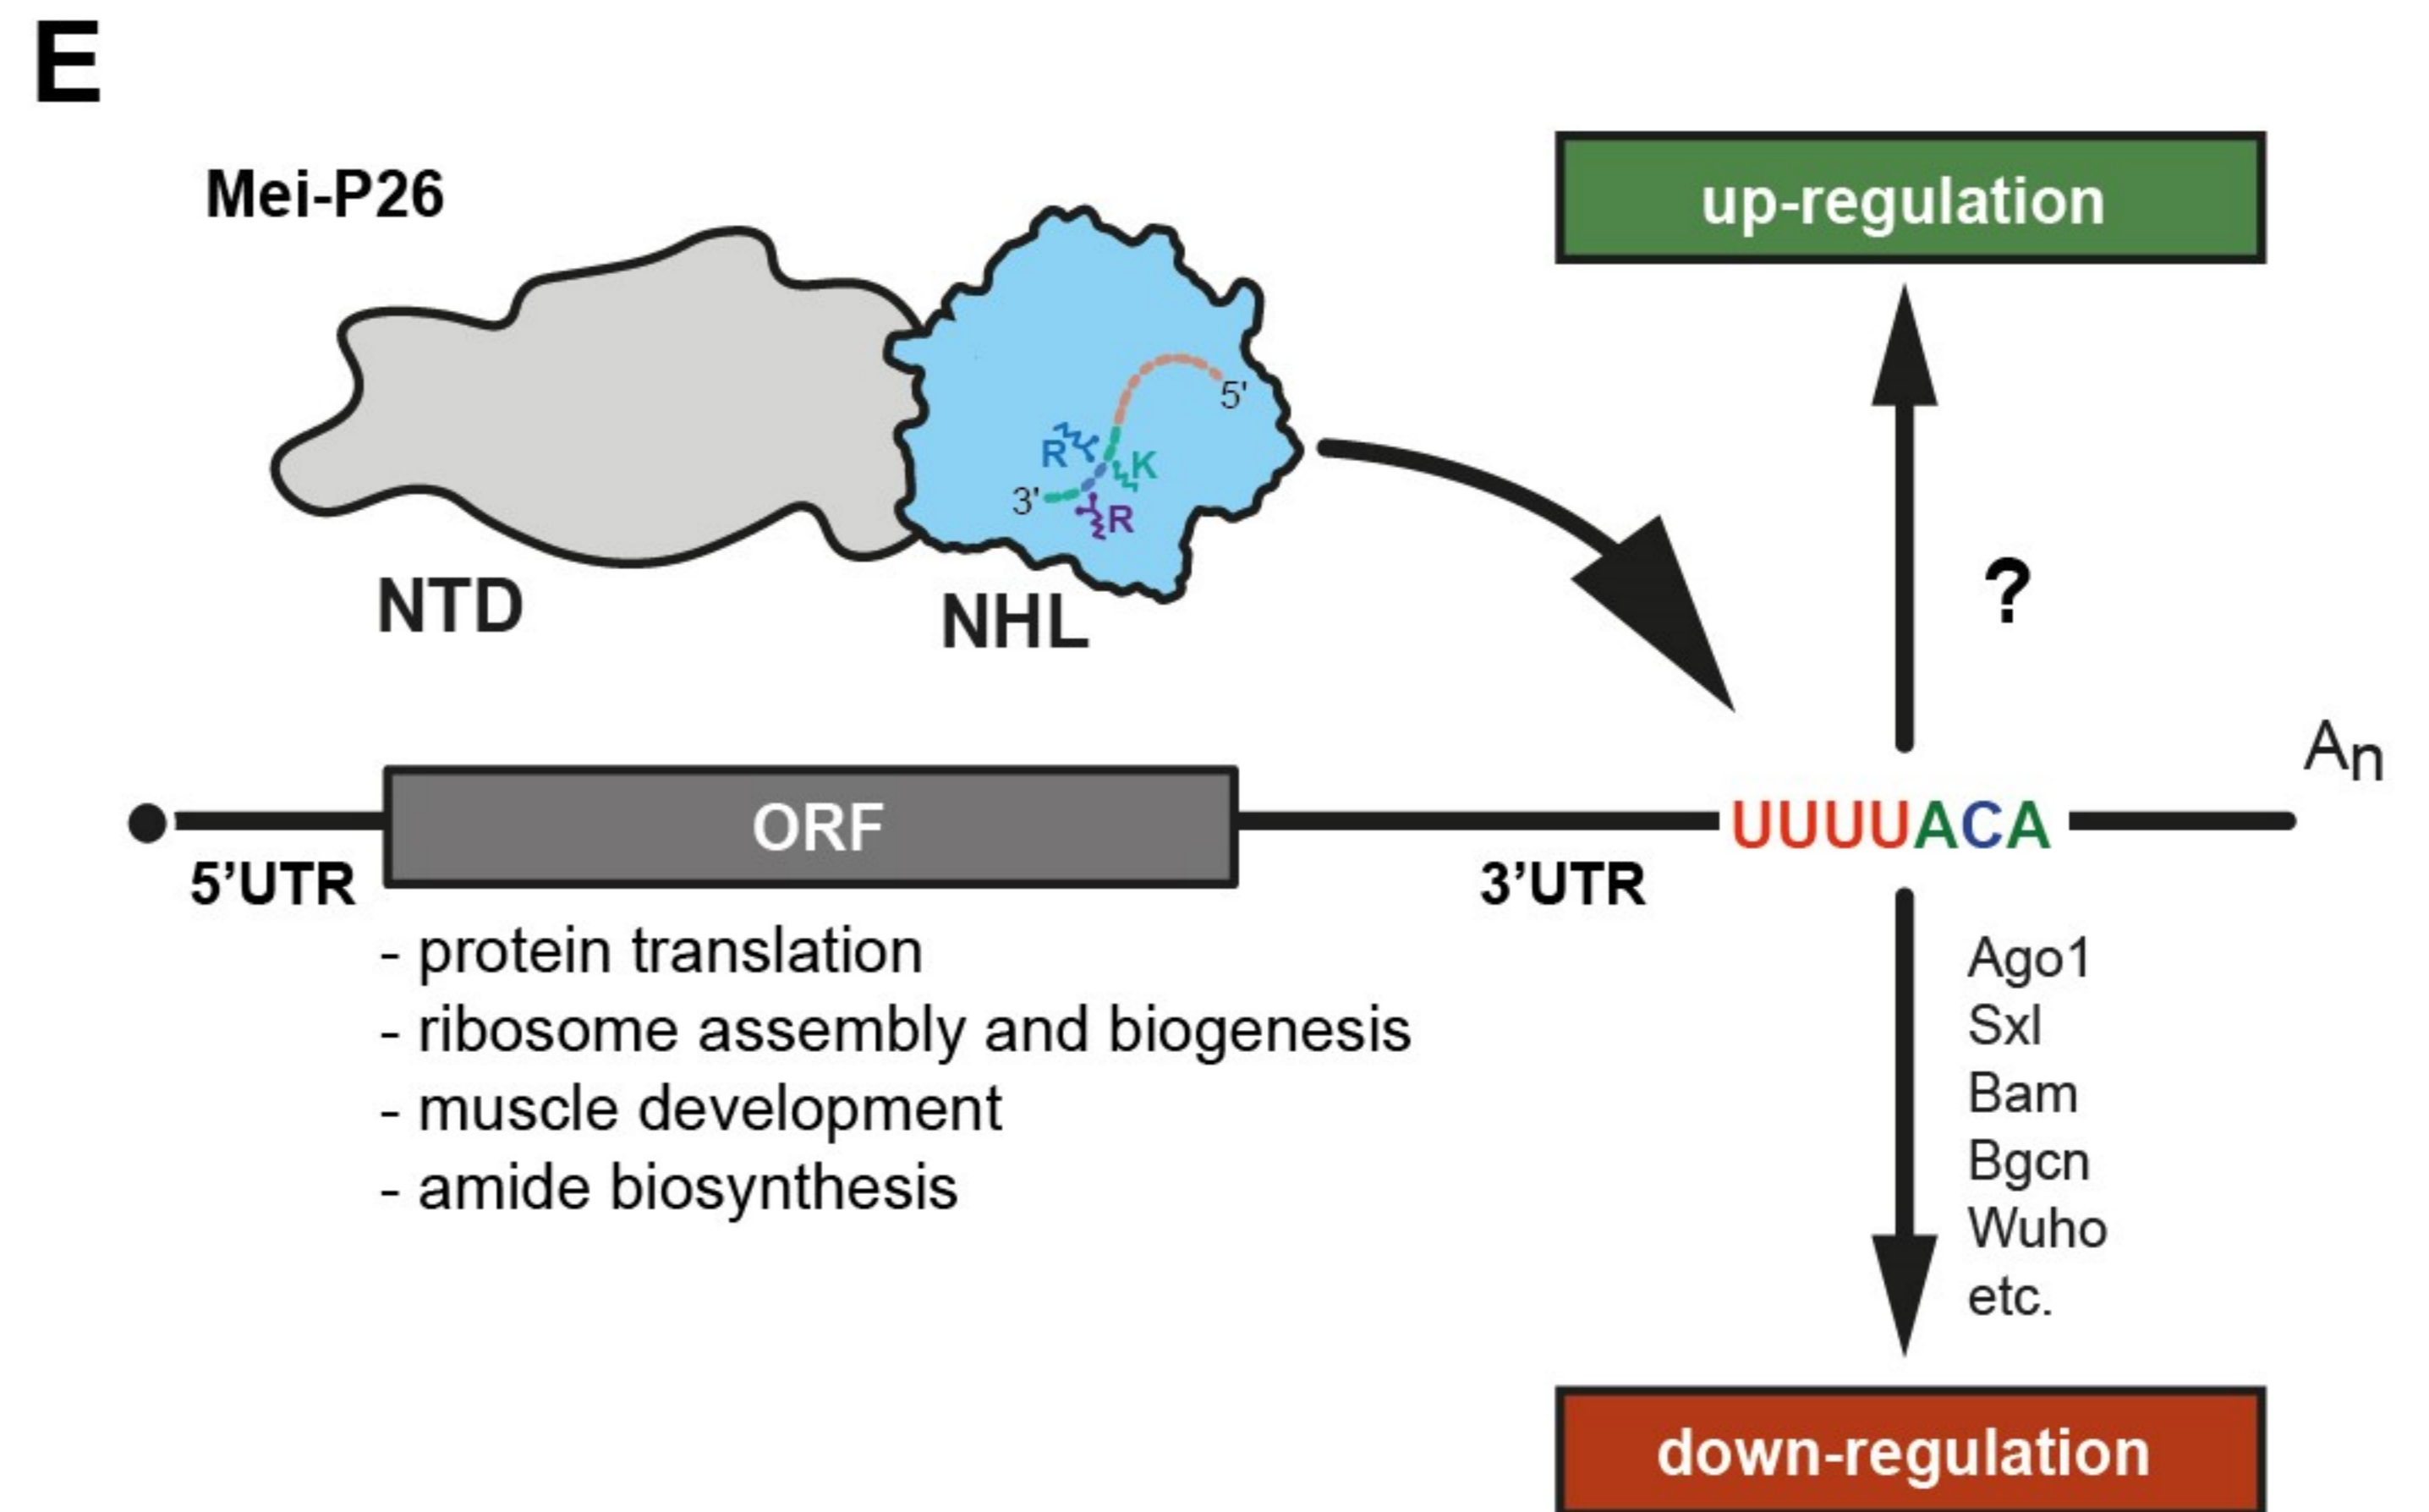 E
Mei-P26
up-regulation
5'
R
K
3'
R
NTD
NHL
?
An
ORF
UUUUACA
5’UTR
3’UTR
- protein translation
- ribosome assembly and biogenesis
- muscle development
- amide biosynthesis
Ago1
Sxl
Bam
Bgcn
Wuho
etc.
down-regulation